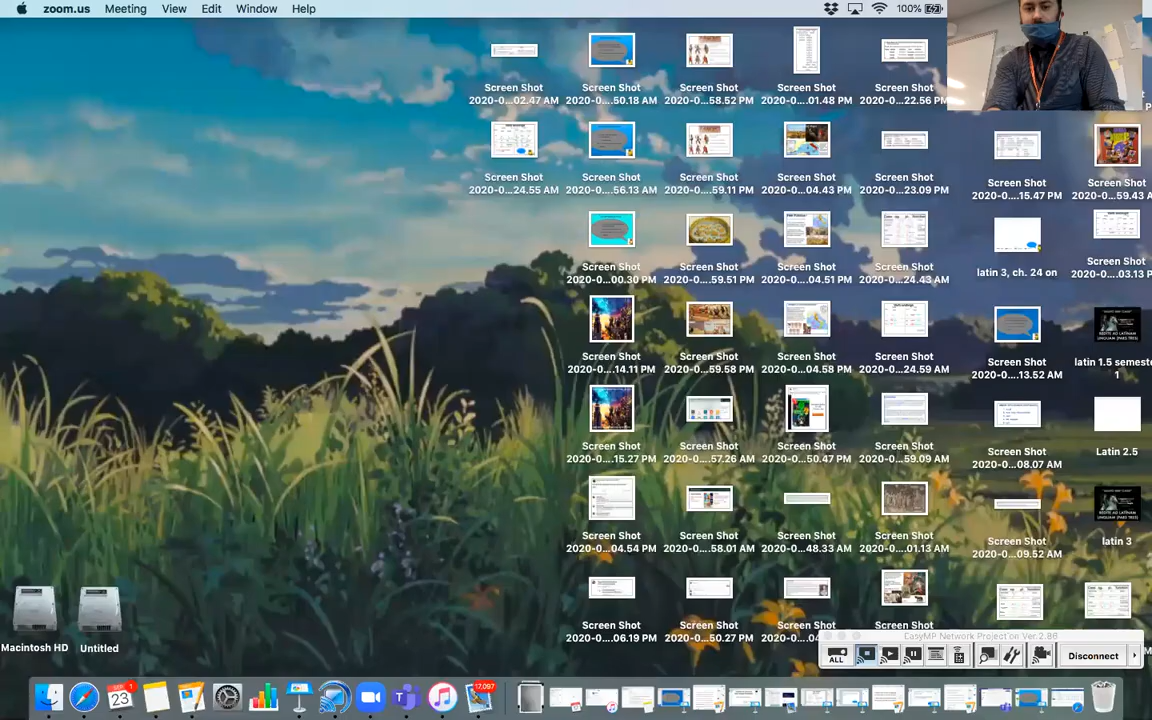 zoom.us Meeting View Edit Window Help 100%
Screen Shot
2020-0...02.47 AM
Screen Shot
2020-0....50.18 AM
Screen Shot
2020-0....58.52 PM
Screen Shot
2020-0....01.48 PM
Screen Shot
2020-0...22.56 PM
Screen Shot
2020-0...24.55 AM
Screen Shot
2020-0....56.13 AM
Screen Shot
2020-0....59.11 PM
Screen Shot
2020-0....04.43 PM
Screen Shot
2020-0...23.09 PM
Screen Shot
2020-0....15.47 PM
Screen Shot
2020-0....59.43 A
Screen Shot
2020-0....00.30 PM
Screen Shot
2020-0....59.51 PM
Screen Shot
2020-0....04.51 PM
Screen Shot
2020-0...24.43 AM
latin 3, ch. 24 on
Screen Shot
2020-0....03.13 P
Screen Shot
2020-0....14.11 PM
Screen Shot
2020-0....59.58 PM
Screen Shot
2020-0....04.58 PM
Screen Shot
2020-0...24.59 AM
Screen Shot
2020-0....13.52 AM
latin 1.5 semeste
1
Screen Shot
2020-0....15.27 PM
Screen Shot
2020-0....57.26 AM
Screen Shot
2020-0....50.47 PM
Screen Shot
2020-0....59.09 AM
Screen Shot
2020-0....08.07 AM
Latin 2.5
Screen Shot
2020-0....04.54 PM
Screen Shot
2020-0....58.01 AM
Screen Shot
2020-0....48.33 AM
Screen Shot
2020-0....01.13 AM
Screen Shot
2020-0....09.52 AM
latin 3
Screen Shot
2020-0....06.19 PM
Screen Shot
2020-0....50.27 PM
Screen Shot
2020-0....04
Screen Shot
Macintosh HD
Untitled
EasyMP Network Projection Ver.2.86
ALL
Disconnect
SEP
23
1
17,097